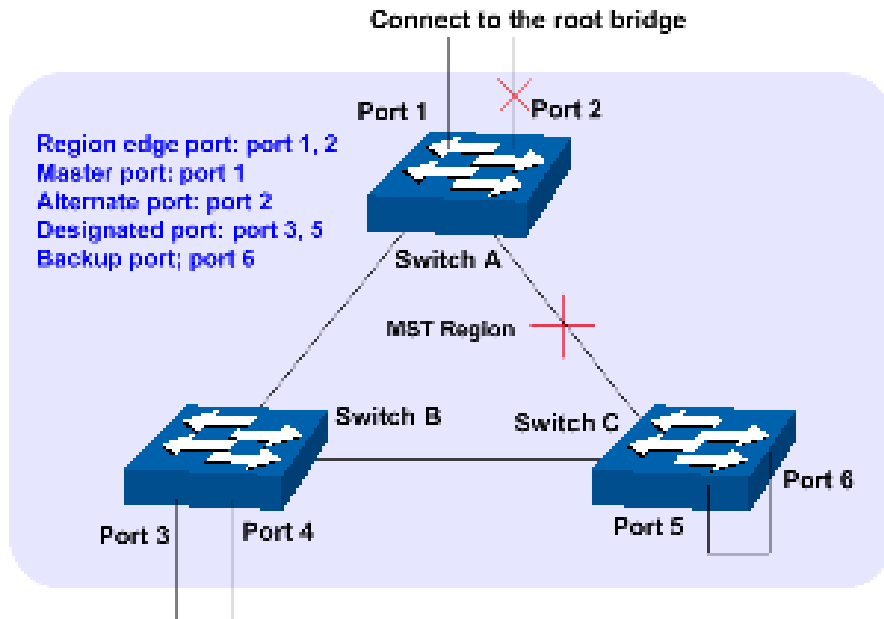 Connect to the root bridge
Port 1
Port 2
Region edge port: port 1, 2
Master port: port 1
Alternate port: port 2
Designated port: port 3, 5
Backup port; port 6
Switch A
MST Region
Switch B
Switch C
Port 3
Port 4
Port 5
Port 6